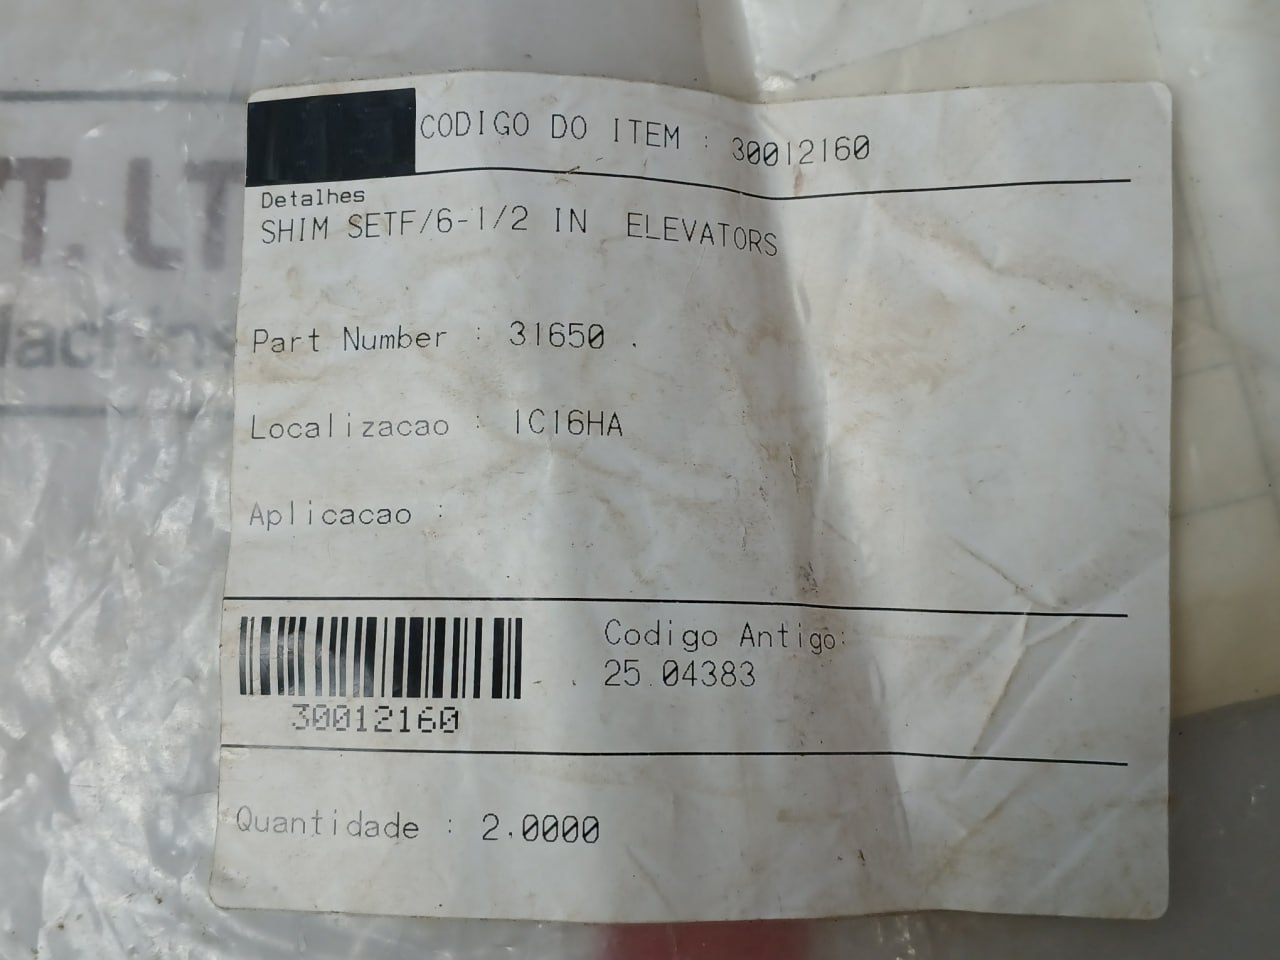 CODIGO DO ITEM : 30012160
Detalhes
SHIM SETF/6-1/2 IN ELEVATORS
Part Number : 31650 .
Localizacao : 1C16HA
Aplicacao :
Codigo Antigo:
25.04383
30012160
Quantidade : 2.0000